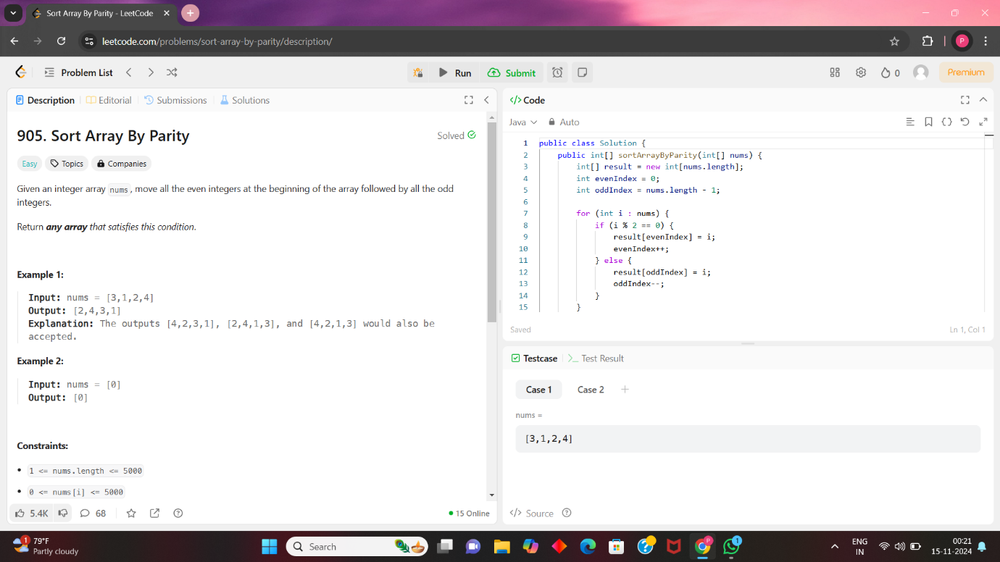 Sort Array By Parity - LeetCode
leetcode.com/problems/sort-array-by-parity/description/
P
Problem List
Run
Submit
0
Premium
Description
Editorial
Submissions
Solutions
905. Sort Array By Parity
Solved
Easy
Topics
Companies
Given an integer array nums, move all the even integers at the beginning of the array followed by all the odd
integers.
Return any array that satisfies this condition.
Example 1:
Input: nums = [3,1,2,4]
Output: [2,4,3,1]
Explanation: The outputs [4,2,3,1], [2,4,1,3], and [4,2,1,3] would also be
accepted.
Example 2:
Input: nums = [0]
Output: [0]
Constraints:
1 <= nums.length <= 5000
0 <= nums[i] <= 5000
5.4K
68
15 Online
</> Code
Java
Auto
1 public class Solution {
2 public int[] sortArrayByParity(int[] nums) {
3 int[] result = new int[nums.length];
4 int evenIndex = 0;
5 int oddIndex = nums.length - 1;
6
7 for (int i : nums) {
8 if (i % 2 == 0) {
9 result[evenIndex] = i;
10 evenIndex++;
11 } else {
12 result[oddIndex] = i;
13 oddIndex--;
14 }
15 }
Saved
Ln 1, Col 1
Testcase
Test Result
Case 1
Case 2
nums =
[3,1,2,4]
</> Source
1
79°F
Partly cloudy
Search
P
1
ENG
IN
00:21
15-11-2024